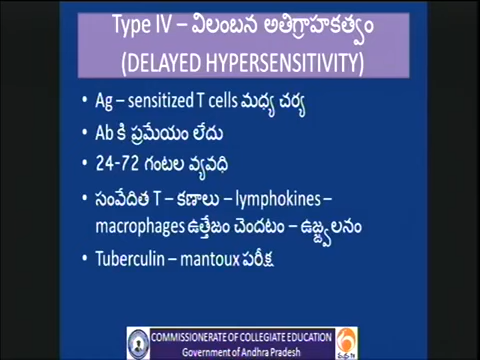 Type IV – విలంబన అతిగ్రాహకత్వం
(DELAYED HYPERSENSITIVITY)
• Ag – sensitized T cells మధ్య చర్య
• Ab కి ప్రమేయం లేదు
• 24-72 గంటల వ్యవధి
• సంవేదిత T – కణాలు – lymphokines –
macrophages ఉత్తేజం చెందటం – ఉజ్జ్వలనం
• Tuberculin – mantoux పరీక్ష
COMMISSIONERATE OF COLLEGIATE EDUCATION
Government of Andhra Pradesh